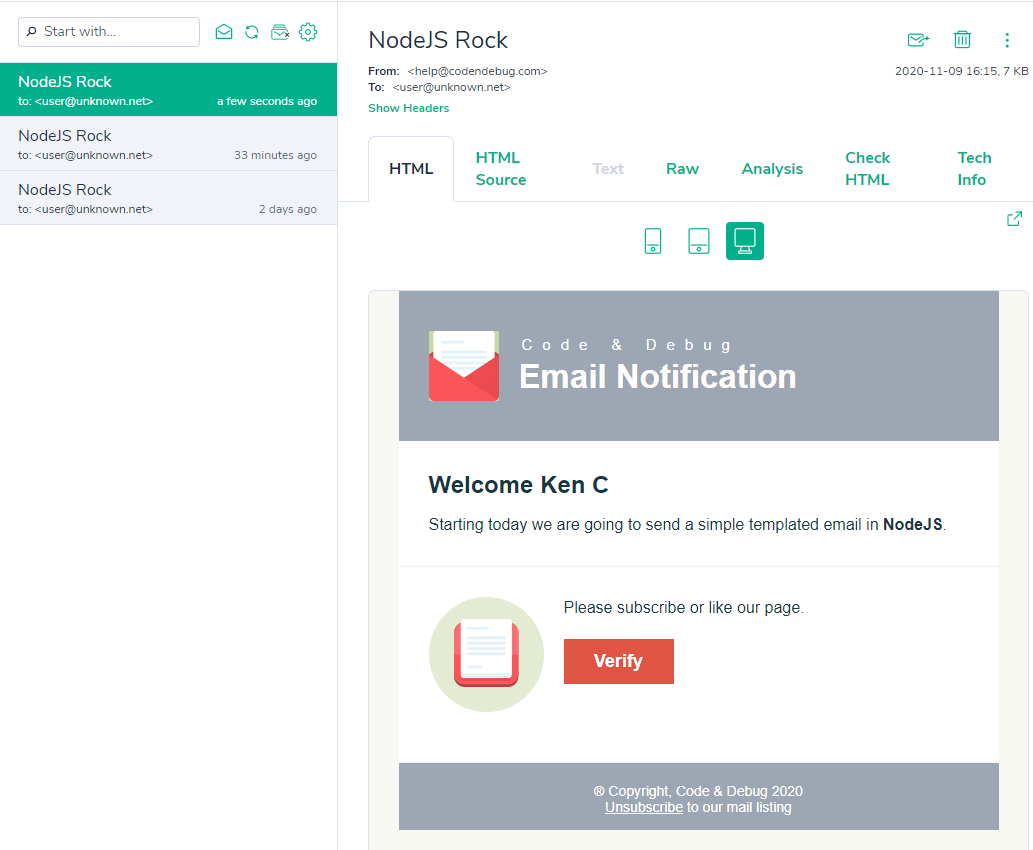 Start with...
NodeJS Rock
to: <user@unknown.net> a few seconds ago
NodeJS Rock
to: <user@unknown.net> 33 minutes ago
NodeJS Rock
to: <user@unknown.net> 2 days ago
NodeJS Rock
From: <help@codendebug.com> 2020-11-09 16:15, 7 KB
To: <user@unknown.net>
Show Headers
HTML
HTML
Source
Text
Raw
Analysis
Check
HTML
Tech
Info
Code & Debug
Email Notification
Welcome Ken C
Starting today we are going to send a simple templated email in NodeJS.
Please subscribe or like our page.
Verify
® Copyright, Code & Debug 2020
Unsubscribe to our mail listing